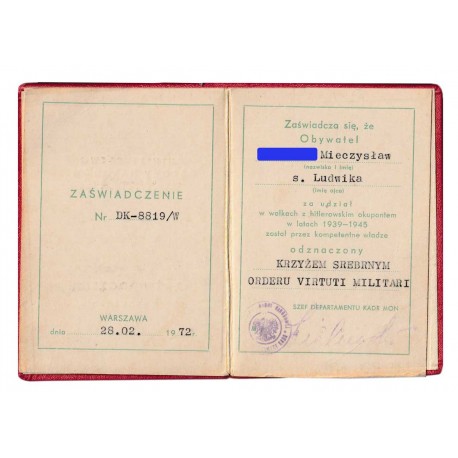 ZAŚWIADCZENIE
Nr DK-8819/W
WARSZAWA
dnia 28.02. 1972 r.
Zaświadcza się, że
Obywatel
Mieczysław
(nazwisko i imię)
s. Ludwika
(imię ojca)
za udział
w walkach z hitlerowskim okupantem
w latach 1939—1945
został przez kompetentne władze
odznaczony
KRZYŻEM SREBRNYM
ORDERU VIRTUTI MILITARI
SZEF DEPARTAMENTU KADR MON